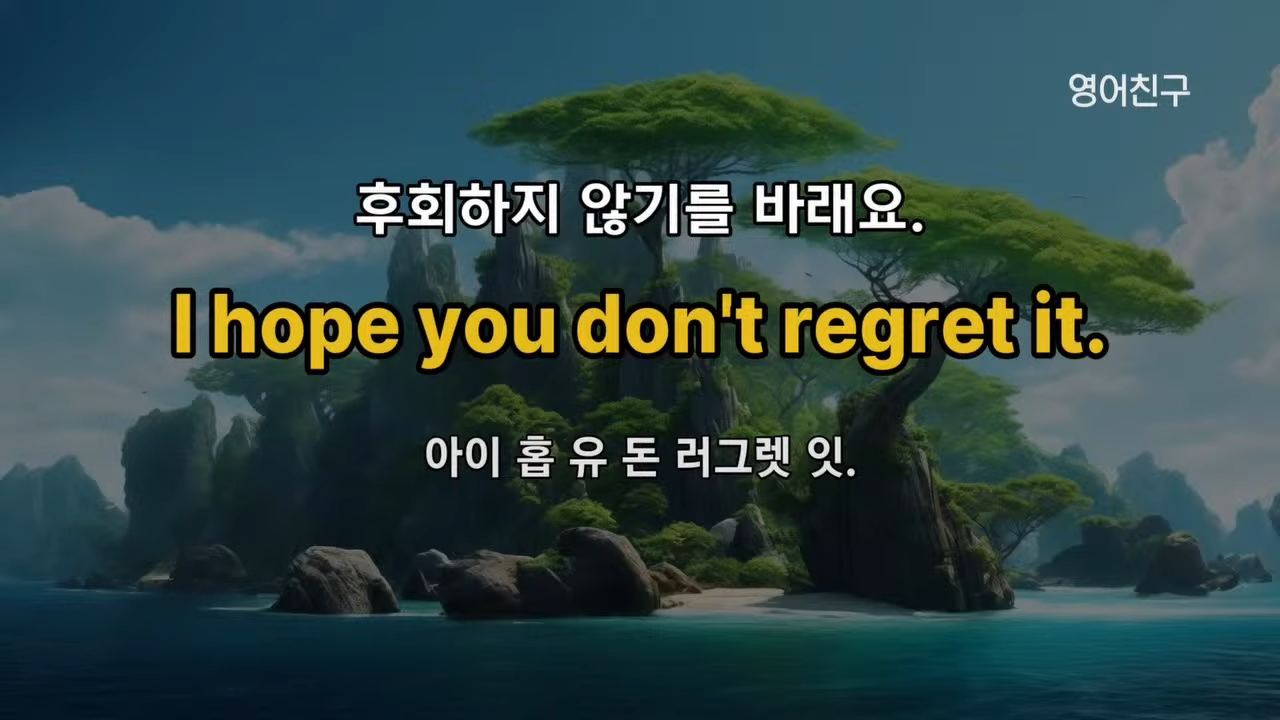 영어친구
후회하지 않기를 바래요.
I hope you don't regret it.
아이 홉 유 돈 러그렛 잇.